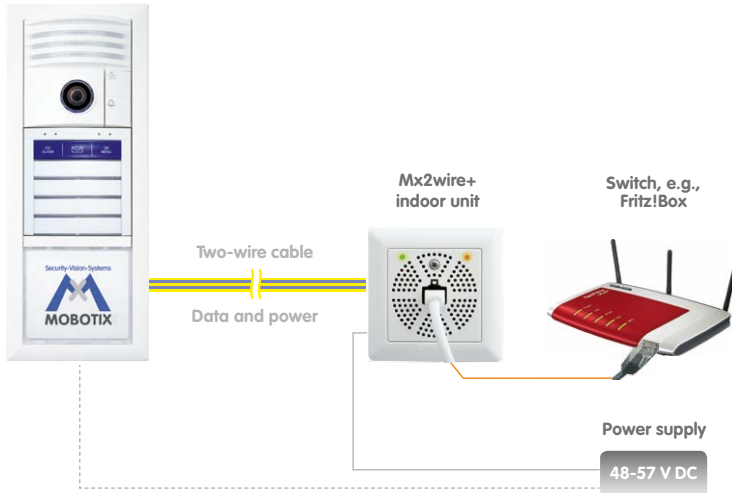 Mx2wire+
indoor unit
Switch, e.g.,
Fritz!Box
Two-wire cable
Data and power
Security-Vision-Systems
MOBOTIX
Power supply
48-57 V DC